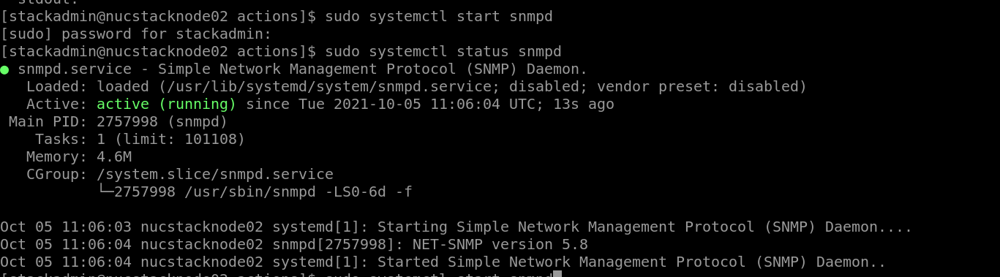 stdout:
[stackadmin@nucstacknode02 actions]$ sudo systemctl start snmpd
[sudo] password for stackadmin:
[stackadmin@nucstacknode02 actions]$ sudo systemctl status snmpd
● snmpd.service - Simple Network Management Protocol (SNMP) Daemon.
   Loaded: loaded (/usr/lib/systemd/system/snmpd.service; disabled; vendor preset: disabled)
   Active: active (running) since Tue 2021-10-05 11:06:04 UTC; 13s ago
 Main PID: 2757998 (snmpd)
    Tasks: 1 (limit: 101108)
   Memory: 4.6M
   CGroup: /system.slice/snmpd.service
           └─2757998 /usr/sbin/snmpd -LS0-6d -f
Oct 05 11:06:03 nucstacknode02 systemd[1]: Starting Simple Network Management Protocol (SNMP) Daemon....
Oct 05 11:06:04 nucstacknode02 snmpd[2757998]: NET-SNMP version 5.8
Oct 05 11:06:04 nucstacknode02 systemd[1]: Started Simple Network Management Protocol (SNMP) Daemon..
[stackadmin@nucstacknode02 actions]$ sudo systemctl start snmpd